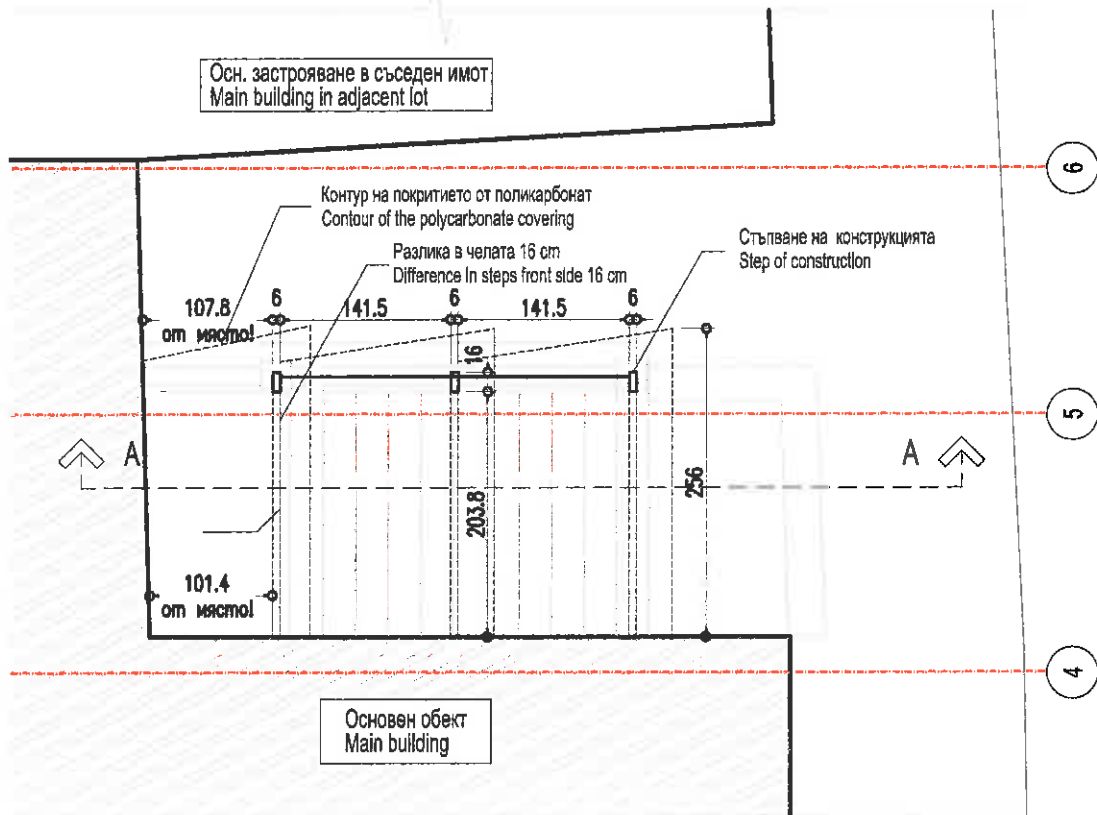 Осн. застрояване в съседен имот
Main building in adjacent lot
6
Контур на покритието от поликарбонат
Contour of the polycarbonate covering
Разлика в челата 16 cm
Difference in steps front side 16 cm
Стъпване на конструкцията
Step of construction
107.8
от място!
6
141.5
6
141.5
6
16
5
A
A
203.8
256
101.4
от място!
4
Основен обект
Main building